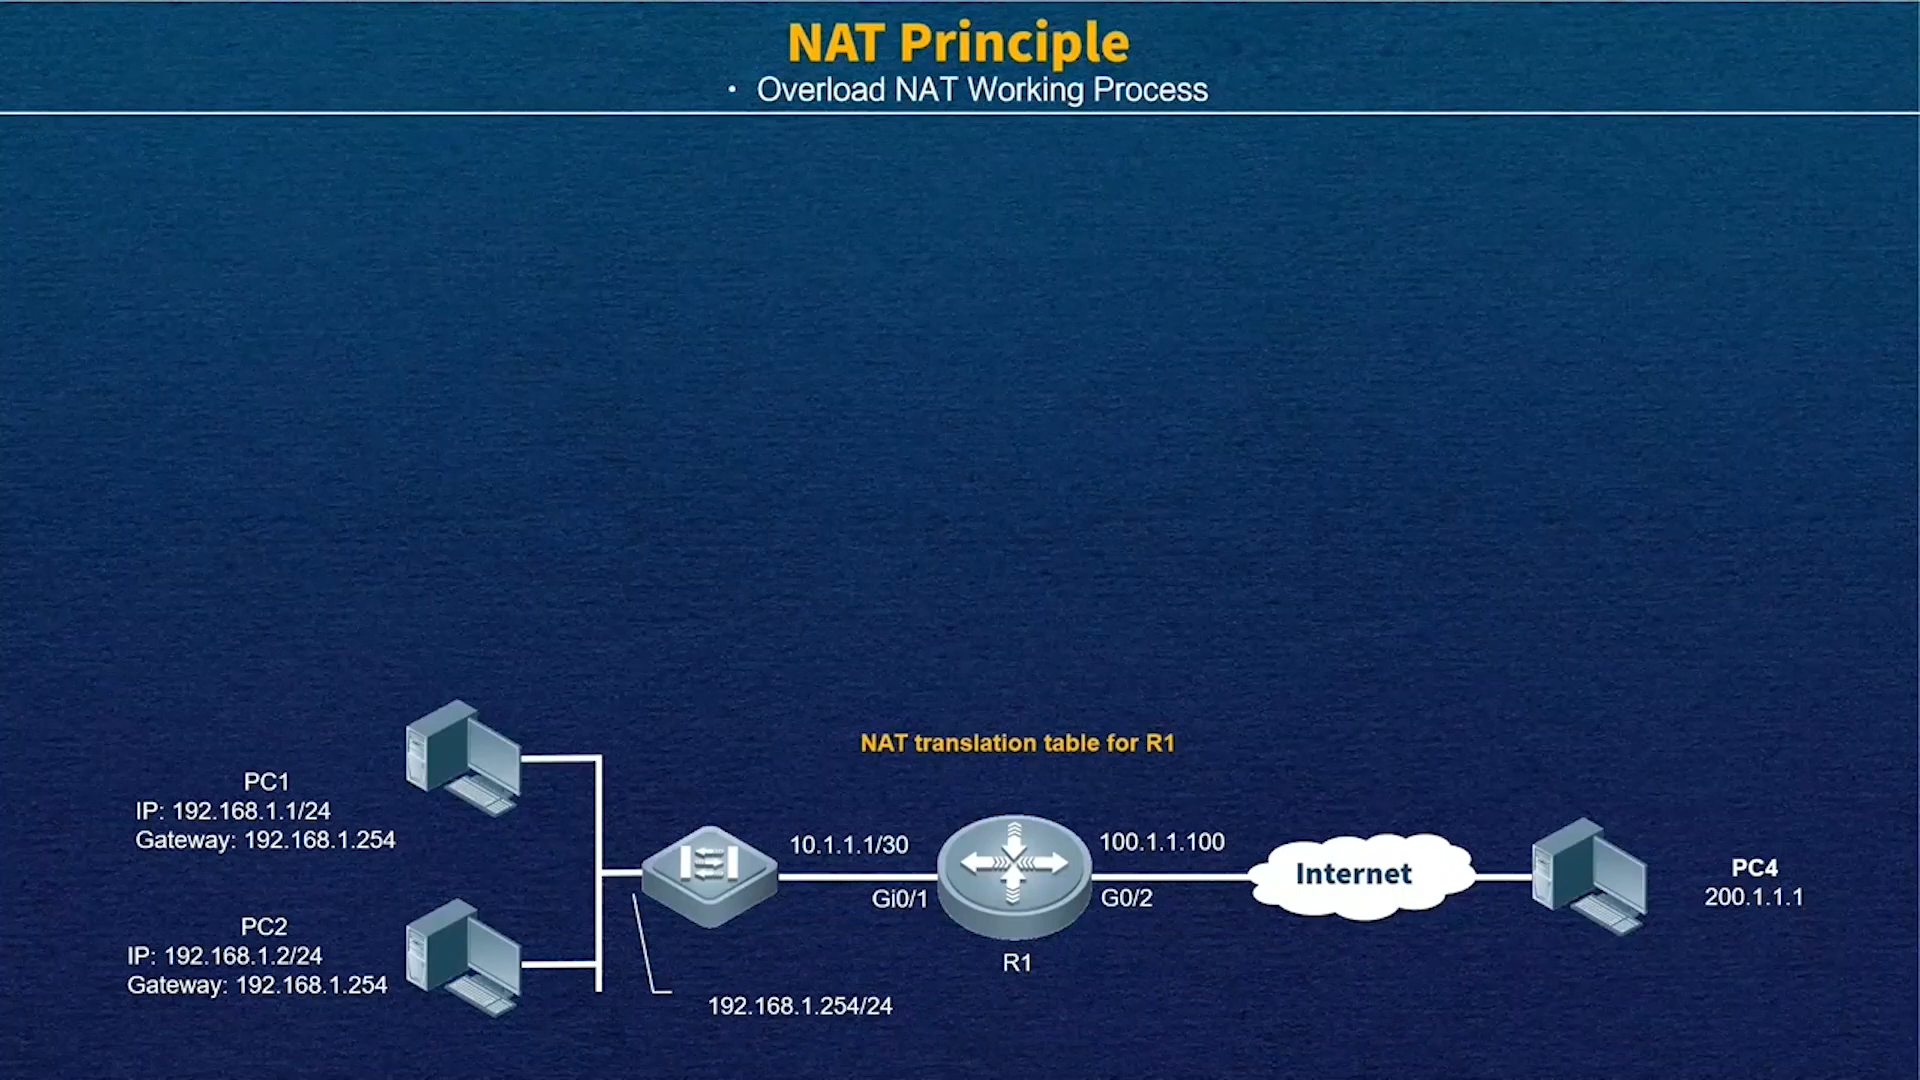 NAT Principle
• Overload NAT Working Process
NAT translation table for R1
PC1
IP: 192.168.1.1/24
Gateway: 192.168.1.254
10.1.1.1/30
100.1.1.100
Internet
PC4
200.1.1.1
Gi0/1
G0/2
PC2
IP: 192.168.1.2/24
Gateway: 192.168.1.254
R1
192.168.1.254/24